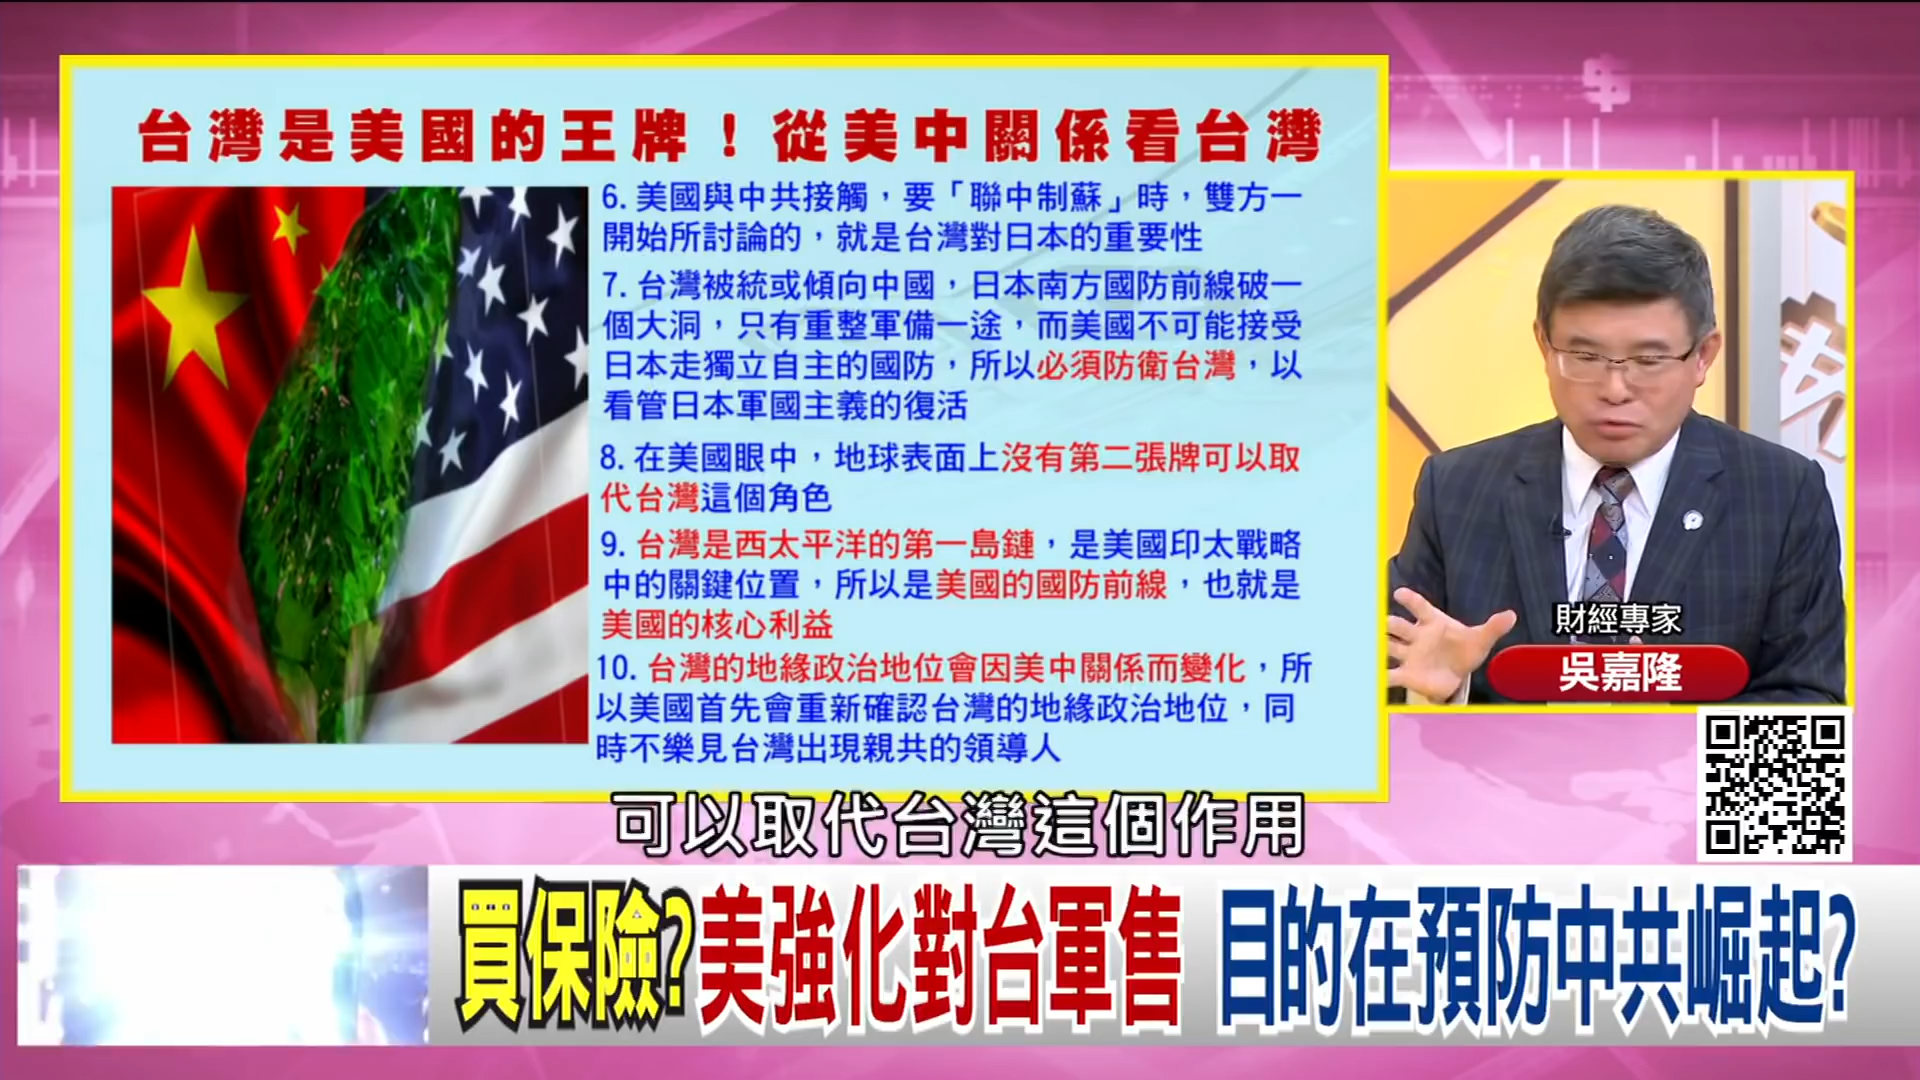 台灣是美國的王牌！從美中關係看台灣
6. 美國與中共接觸，要「聯中制蘇」時，雙方一
開始所討論的，就是台灣對日本的重要性
7. 台灣被統或傾向中國，日本南方國防前線破一
個大洞，只有重整軍備一途，而美國不可能接受
日本走獨立自主的國防，所以必須防衛台灣，以
看管日本軍國主義的復活
8. 在美國眼中，地球表面上沒有第二張牌可以取
代台灣這個角色
9. 台灣是西太平洋的第一島鏈，是美國印太戰略
中的關鍵位置，所以是美國的國防前線，也就是
美國的核心利益
10. 台灣的地緣政治地位會因美中關係而變化，所
以美國首先會重新確認台灣的地緣政治地位，同
時不樂見台灣出現親共的領導人
財經專家
吳嘉隆
可以取代台灣這個作用
買保險?美強化對台軍售 目的在預防中共崛起?